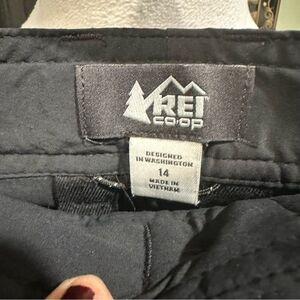 REI
CO·OP
DESIGNED
IN WASHINGTON
14
MADE IN
VIETNAM